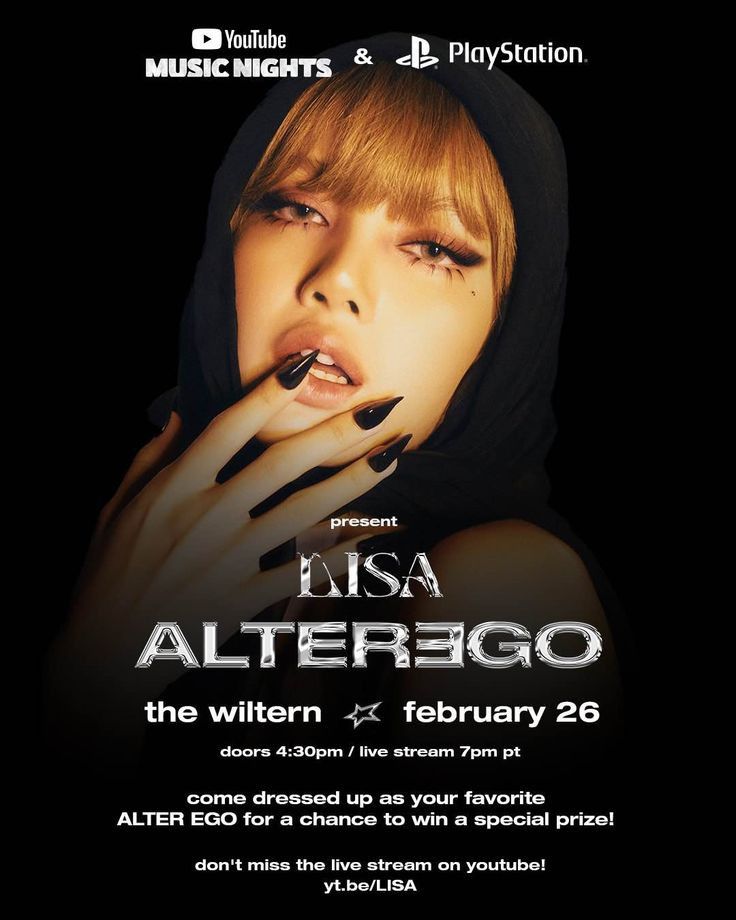 YouTube & PlayStation
MUSIC NIGHTS
present
LISA
ALTER EGO
the wiltern february 26
doors 4:30pm / live stream 7pm pt
come dressed up as your favorite
ALTER EGO for a chance to win a special prize!
don't miss the live stream on youtube!
yt.be/LISA